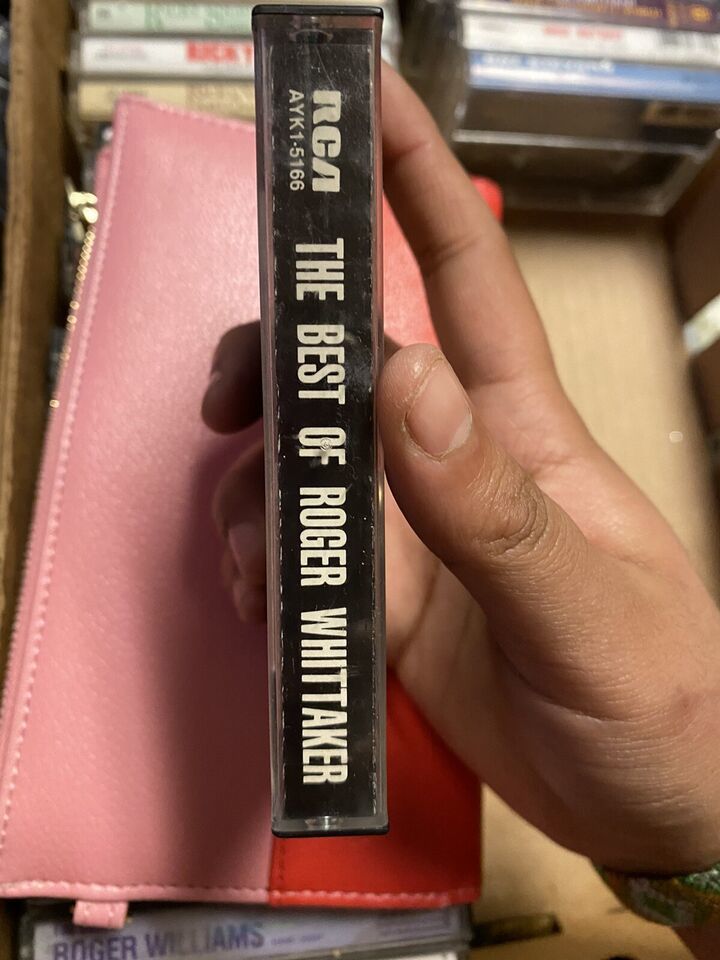 RCA
AYK1-5166
THE BEST OF ROGER WHITTAKER
ROGER WILLIAMS